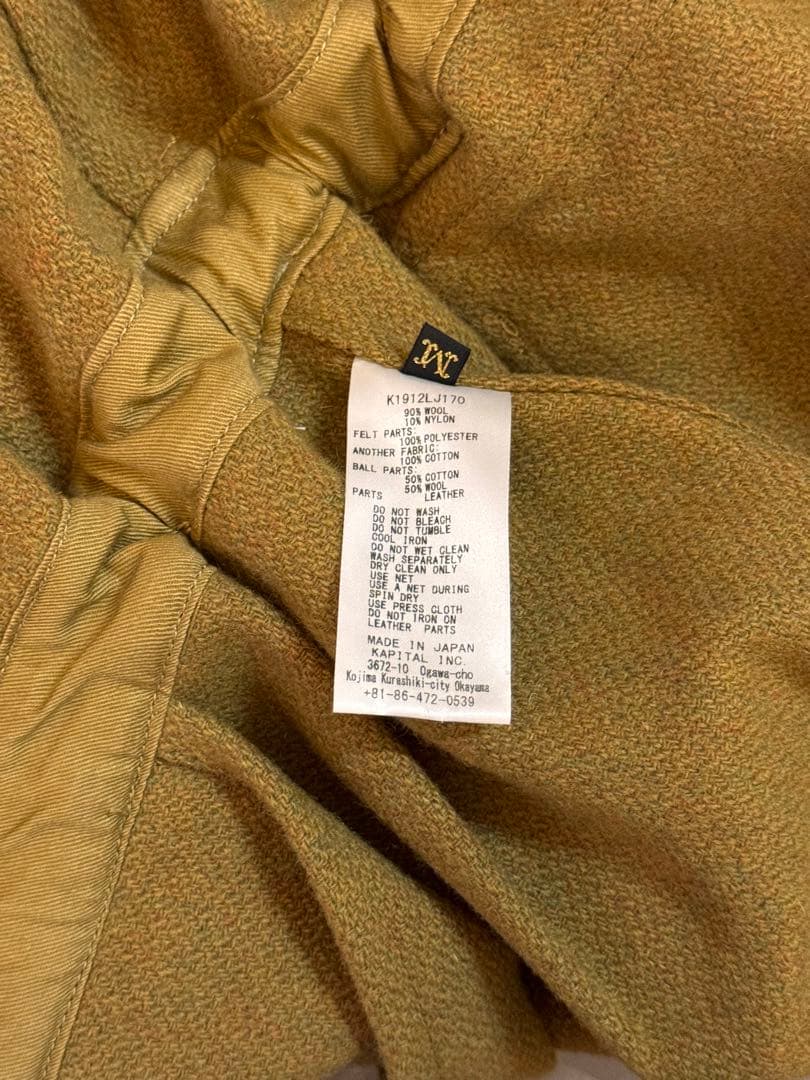 M
K1912LJ170
90% WOOL
10% NYLON
FELT PARTS:
100% POLYESTER
ANOTHER FABRIC:
100% COTTON
BALL PARTS:
50% COTTON
50% WOOL
PARTS LEATHER
DO NOT WASH
DO NOT BLEACH
DO NOT TUMBLE
COOL IRON
DO NOT WET CLEAN
WASH SEPARATELY
DRY CLEAN ONLY
USE NET
USE A NET DURING
SPIN DRY
USE PRESS CLOTH
DO NOT IRON ON
LEATHER PARTS
MADE IN JAPAN
KAPITAL INC.
3672-10 Ogawa-cho
Kojima Kurashiki-city Okayama
+81-86-472-0539